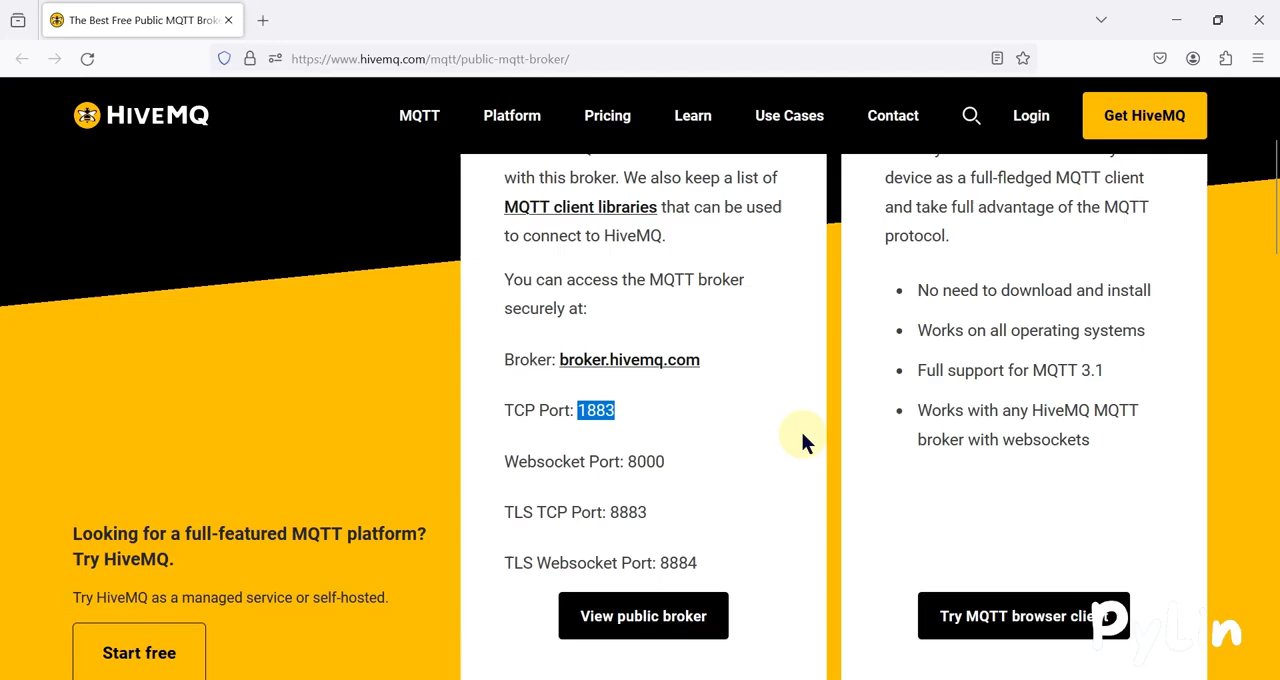 The Best Free Public MQTT Brok
https://www.hivemq.com/mqtt/public-mqtt-broker/
HIVEMQ
MQTT
Platform
Pricing
Learn
Use Cases
Contact
Login
Get HiveMQ
with this broker. We also keep a list of
MQTT client libraries that can be used
to connect to HiveMQ.
You can access the MQTT broker
securely at:
Broker: broker.hivemq.com
TCP Port: 1883
Websocket Port: 8000
TLS TCP Port: 8883
TLS Websocket Port: 8884
View public broker
device as a full-fledged MQTT client
and take full advantage of the MQTT
protocol.
• No need to download and install
• Works on all operating systems
• Full support for MQTT 3.1
• Works with any HiveMQ MQTT
broker with websockets
Try MQTT browser clie
Looking for a full-featured MQTT platform?
Try HiveMQ.
Try HiveMQ as a managed service or self-hosted.
Start free
PyLin